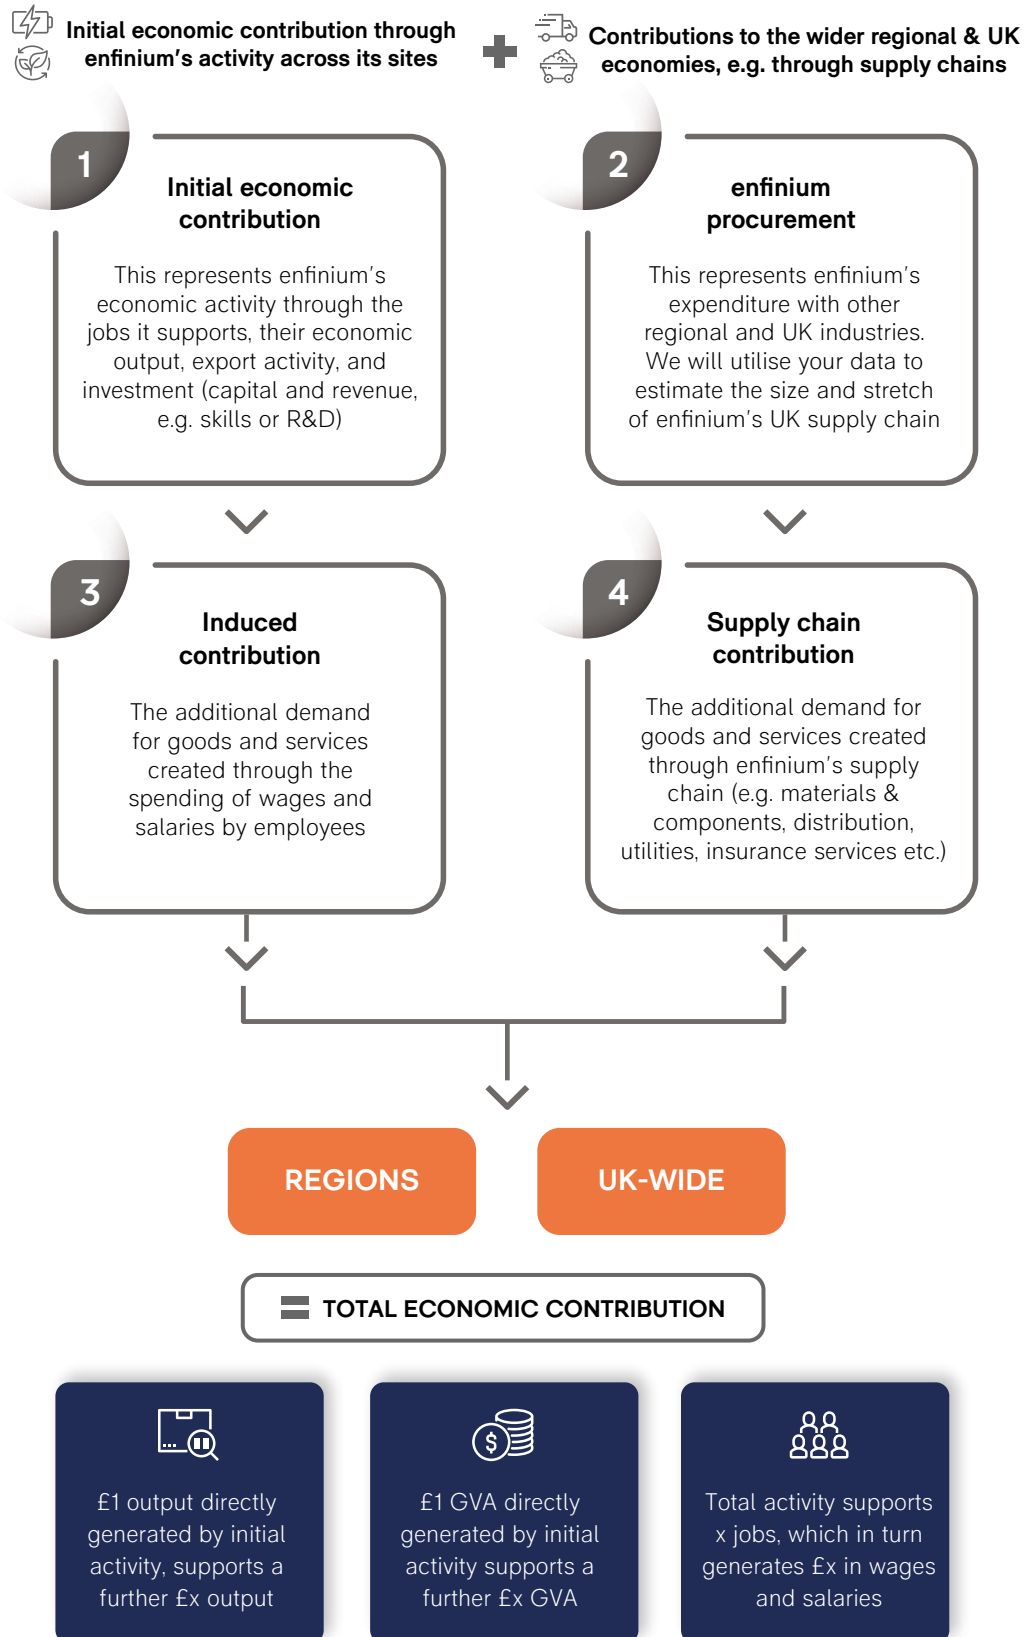 Initial economic contribution through
enfinium's activity across its sites
Contributions to the wider regional & UK
economies, e.g. through supply chains
1
Initial economic
contribution
This represents enfinium's
economic activity through the
jobs it supports, their economic
output, export activity, and
investment (capital and revenue,
e.g. skills or R&D)
2
enfinium
procurement
This represents enfinium's
expenditure with other
regional and UK industries.
We will utilise your data to
estimate the size and stretch
of enfinium's UK supply chain
3
Induced
contribution
The additional demand
for goods and services
created through the
spending of wages and
salaries by employees
4
Supply chain
contribution
The additional demand for
goods and services created
through enfinium's supply
chain (e.g. materials &
components, distribution,
utilities, insurance services etc.)
REGIONS
UK-WIDE
= TOTAL ECONOMIC CONTRIBUTION
£1 output directly
generated by initial
activity, supports a
further £x output
$
£1 GVA directly
generated by initial
activity supports a
further £x GVA
Total activity supports
x jobs, which in turn
generates £x in wages
and salaries